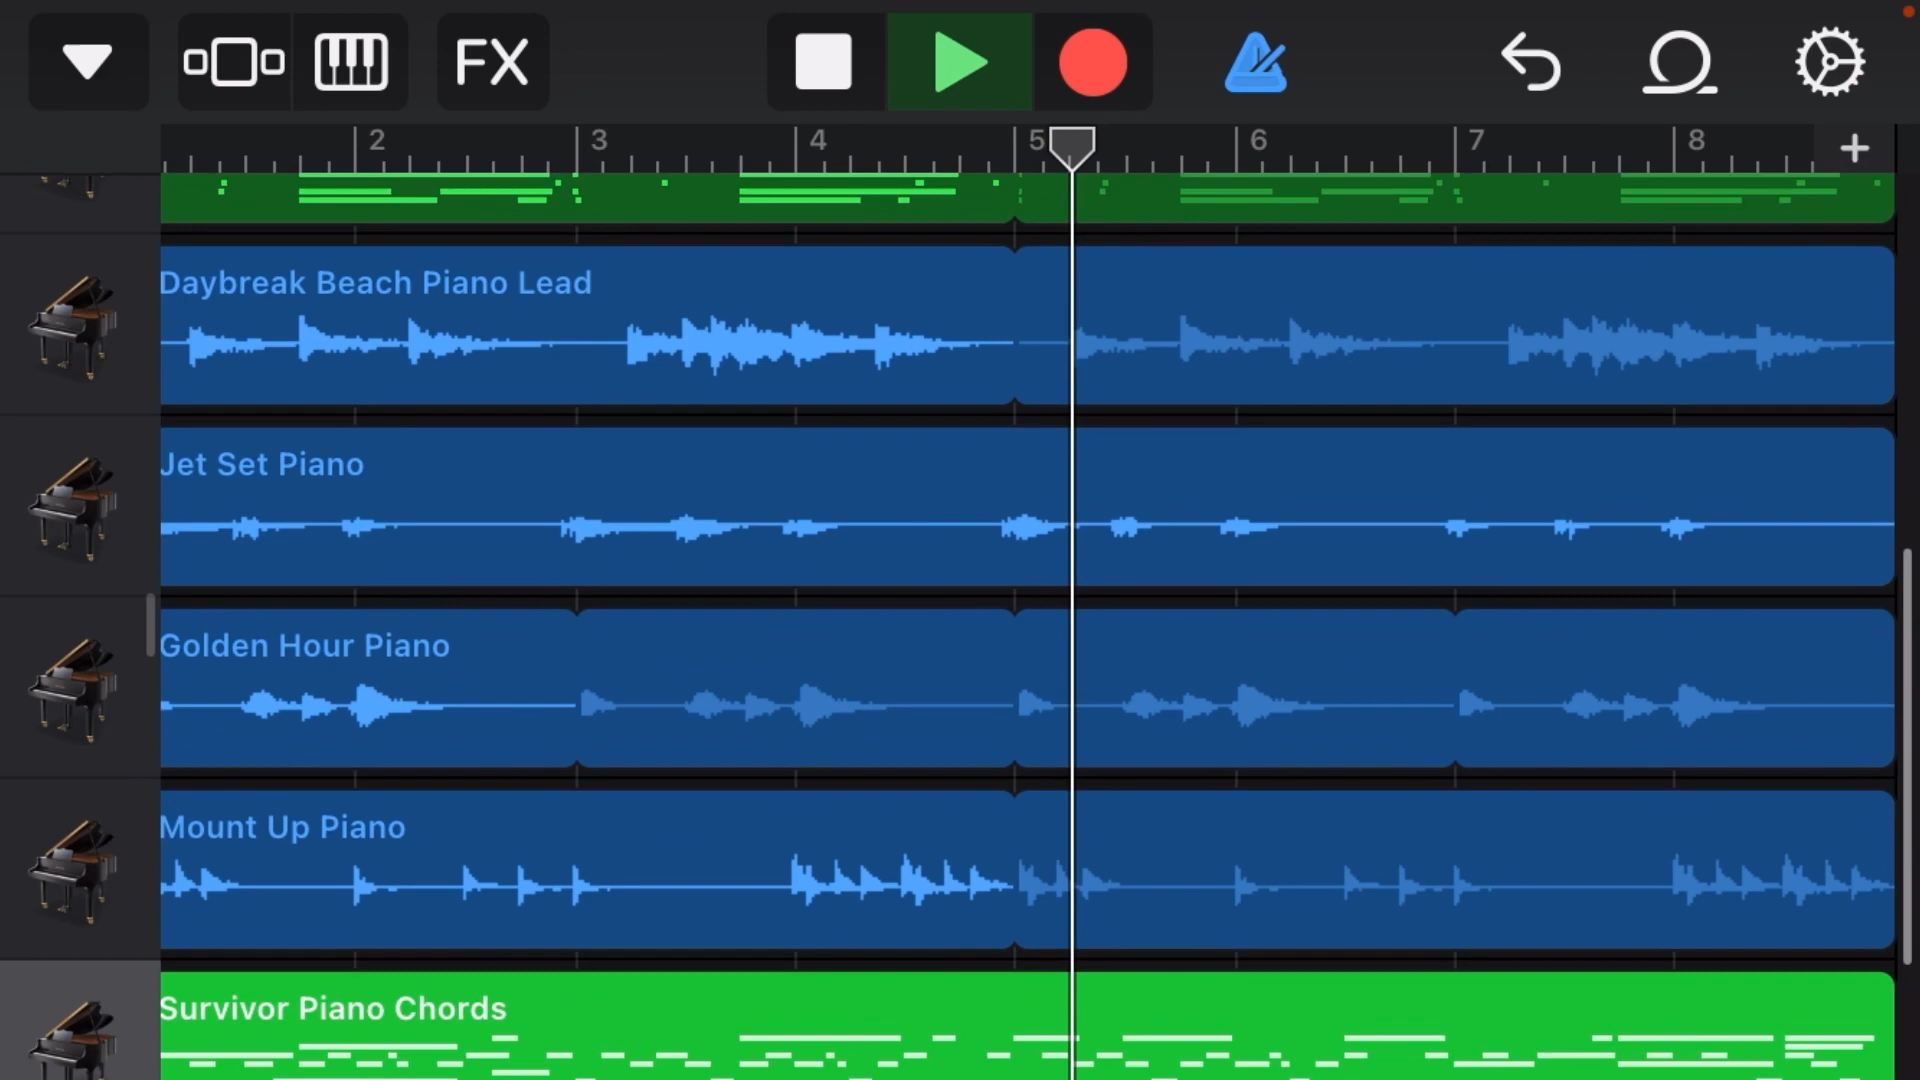 FX
2 3 4 5 6 7 8 +
Daybreak Beach Piano Lead
Jet Set Piano
Golden Hour Piano
Mount Up Piano
Survivor Piano Chords